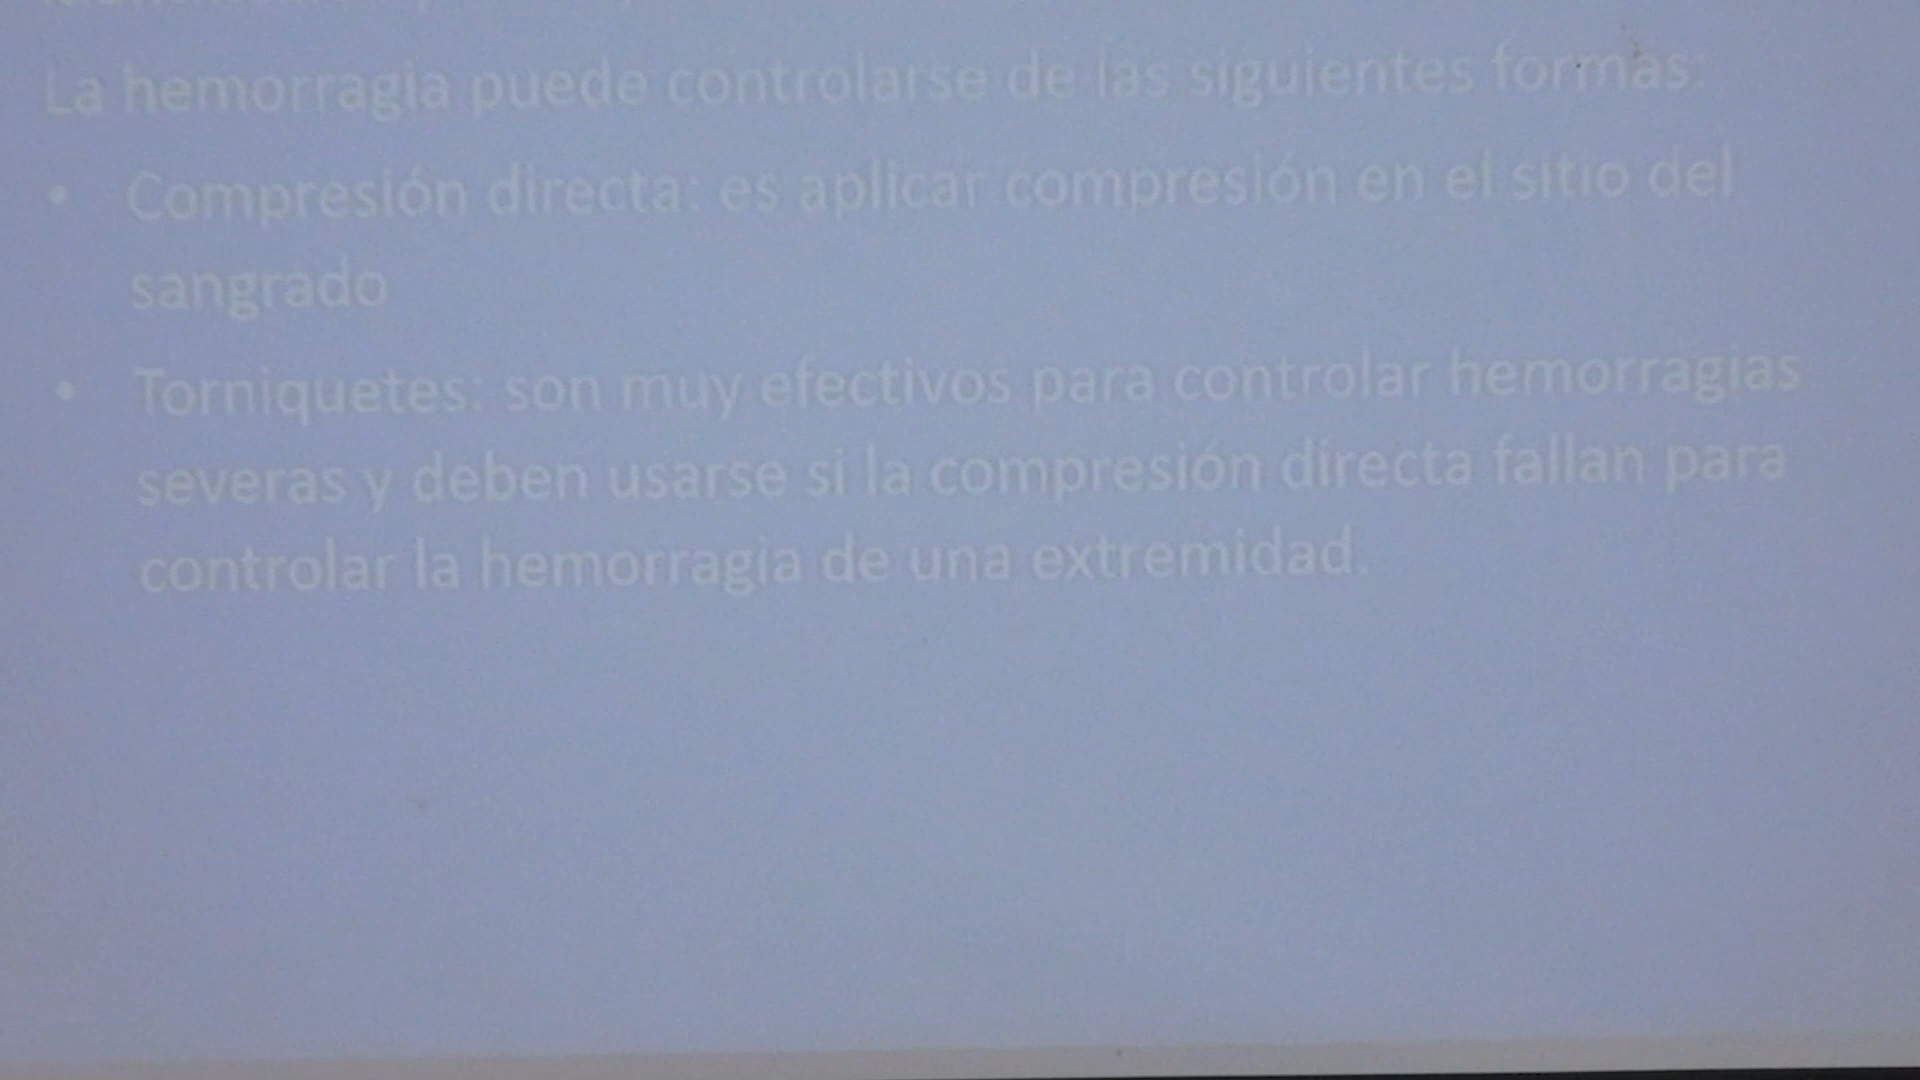 La hemorragia puede controlarse de las siguientes formas:
• Compresión directa: es aplicar compresión en el sitio del
sangrado
• Torniquetes: son muy efectivos para controlar hemorragias
severas y deben usarse si la compresión directa fallan para
controlar la hemorragia de una extremidad.